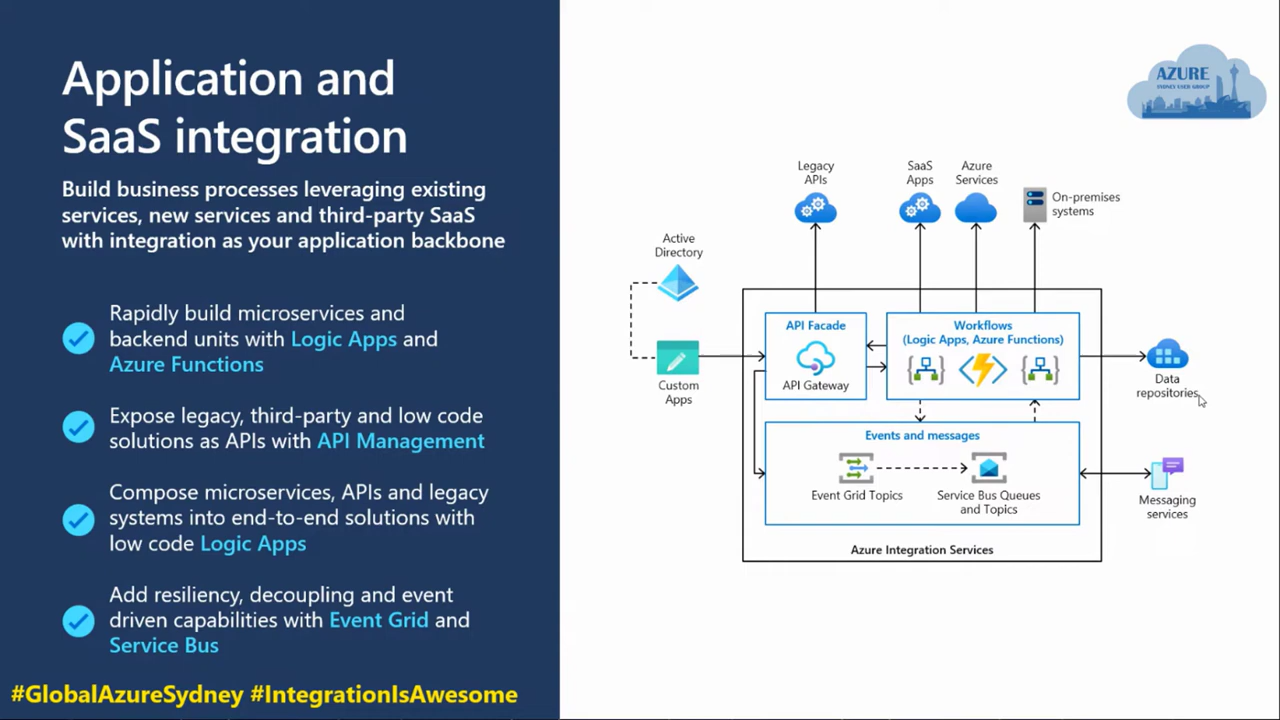 Application and
SaaS integration
Build business processes leveraging existing
services, new services and third-party SaaS
with integration as your application backbone
Rapidly build microservices and
backend units with Logic Apps and
Azure Functions
Expose legacy, third-party and low code
solutions as APIs with API Management
Compose microservices, APIs and legacy
systems into end-to-end solutions with
low code Logic Apps
Add resiliency, decoupling and event
driven capabilities with Event Grid and
Service Bus
#GlobalAzureSydney #IntegrationIsAwesome
AZURE
SYDNEY USER GROUP
Legacy
APIs
SaaS
Apps
Azure
Services
On-premises
systems
Active
Directory
Custom
Apps
API Facade
API Gateway
Workflows
(Logic Apps, Azure Functions)
Data
repositories
Events and messages
Event Grid Topics
Service Bus Queues
and Topics
Messaging
services
Azure Integration Services